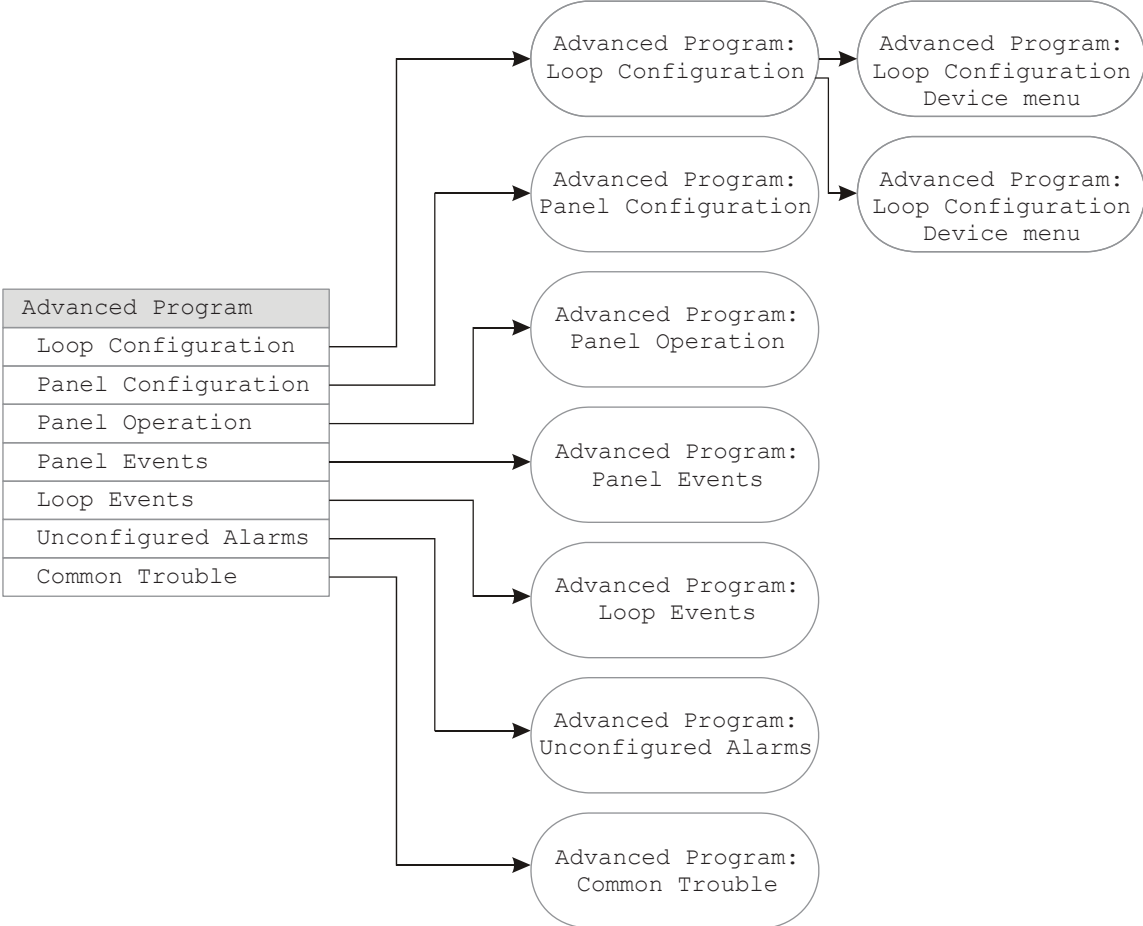 Advanced Program
Loop Configuration
Panel Configuration
Panel Operation
Panel Events
Loop Events
Unconfigured Alarms
Common Trouble
Advanced Program:
Loop Configuration
Advanced Program:
Loop Configuration
Device menu
Advanced Program:
Loop Configuration
Device menu
Advanced Program:
Panel Configuration
Advanced Program:
Panel Operation
Advanced Program:
Panel Events
Advanced Program:
Loop Events
Advanced Program:
Unconfigured Alarms
Advanced Program:
Common Trouble